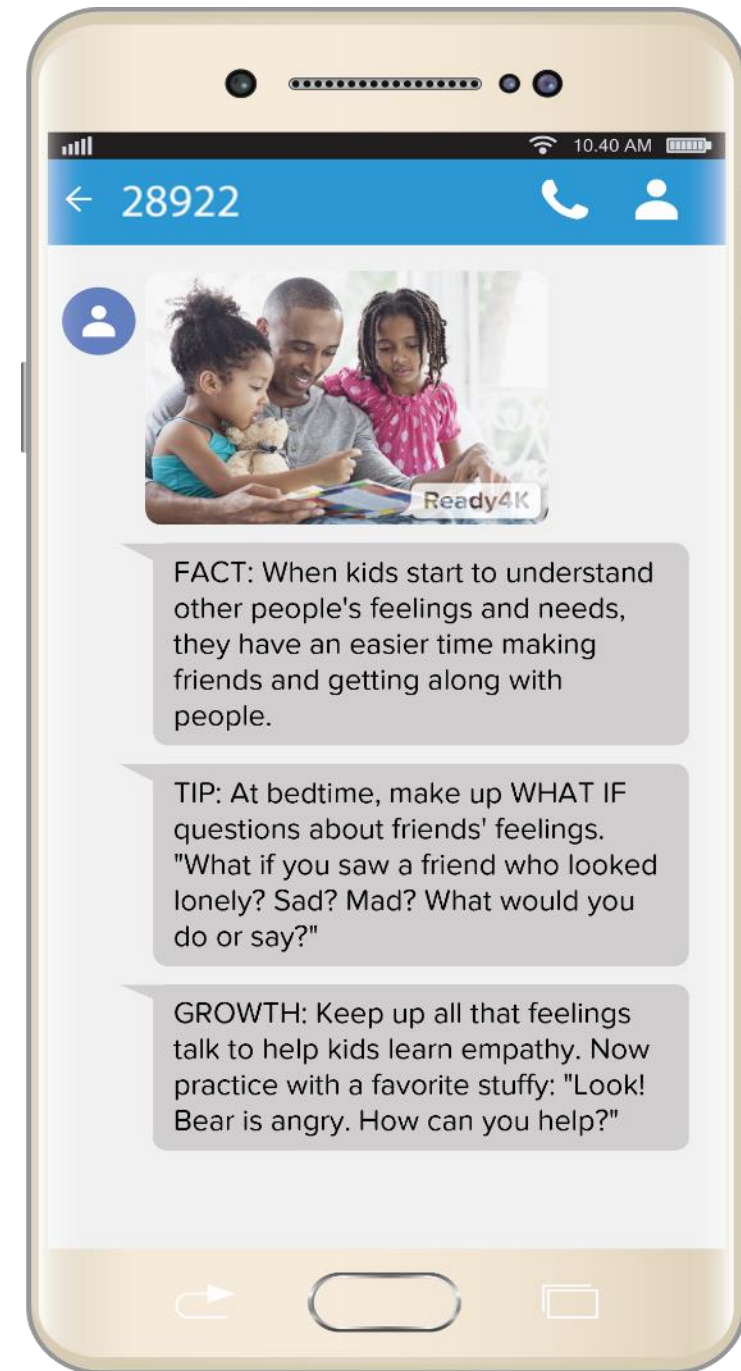 10.40 AM
28922
Ready4K
FACT: When kids start to understand
other people's feelings and needs,
they have an easier time making
friends and getting along with
people.
TIP: At bedtime, make up WHAT IF
questions about friends' feelings.
"What if you saw a friend who looked
lonely? Sad? Mad? What would you
do or say?"
GROWTH: Keep up all that feelings
talk to help kids learn empathy. Now
practice with a favorite stuffy: "Look!
Bear is angry. How can you help?"